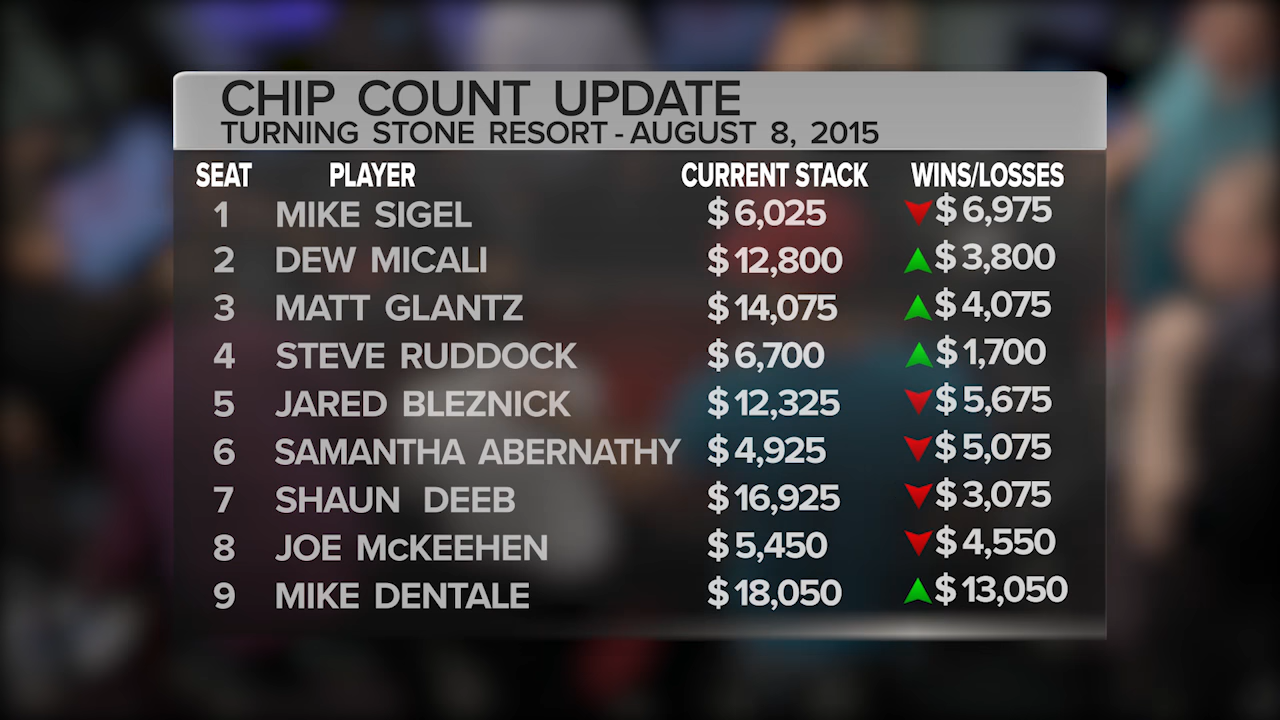 CHIP COUNT UPDATE
TURNING STONE RESORT - AUGUST 8, 2015
SEAT PLAYER CURRENT STACK WINS/LOSSES
1 MIKE SIGEL $6,025 $6,975
2 DEW MICALI $12,800 $3,800
3 MATT GLANTZ $14,075 $4,075
4 STEVE RUDDOCK $6,700 $1,700
5 JARED BLEZNICK $12,325 $5,675
6 SAMANTHA ABERNATHY $4,925 $5,075
7 SHAUN DEEB $16,925 $3,075
8 JOE McKEEHEN $5,450 $4,550
9 MIKE DENTALE $18,050 $13,050